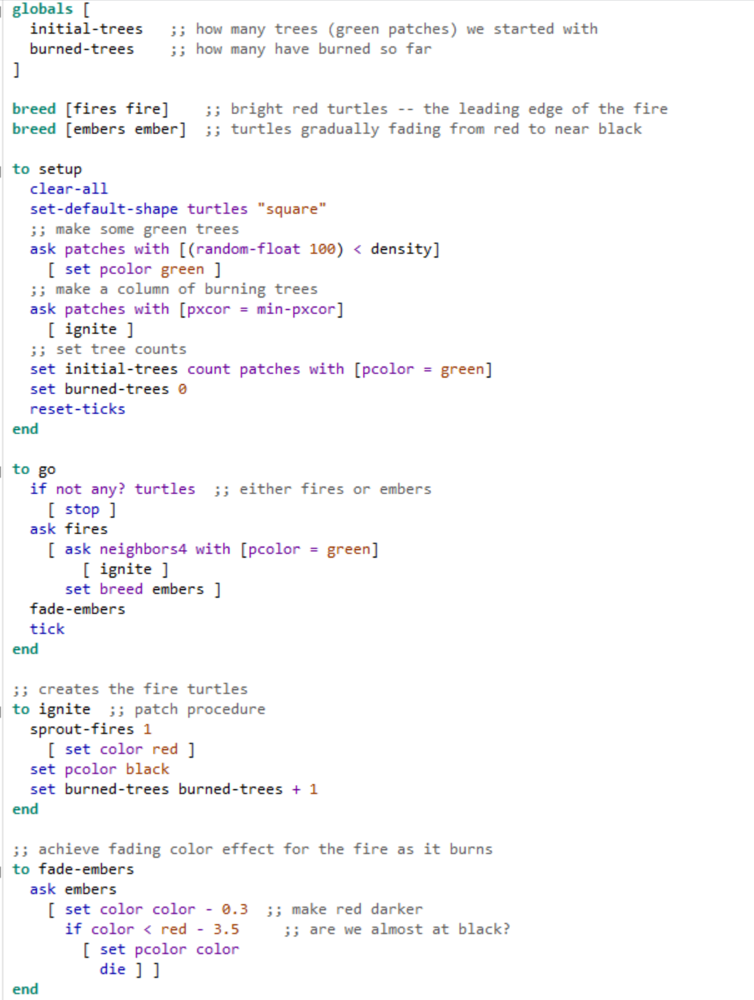 globals [
  initial-trees   ;; how many trees (green patches) we started with
  burned-trees    ;; how many have burned so far
]

breed [fires fire]    ;; bright red turtles -- the leading edge of the fire
breed [embers ember]  ;; turtles gradually fading from red to near black

to setup
  clear-all
  set-default-shape turtles "square"
  ;; make some green trees
  ask patches with [(random-float 100) < density]
    [ set pcolor green ]
  ;; make a column of burning trees
  ask patches with [pxcor = min-pxcor]
    [ ignite ]
  ;; set tree counts
  set initial-trees count patches with [pcolor = green]
  set burned-trees 0
  reset-ticks
end

to go
  if not any? turtles  ;; either fires or embers
    [ stop ]
  ask fires
    [ ask neighbors4 with [pcolor = green]
        [ ignite ]
      set breed embers ]
  fade-embers
  tick
end

;; creates the fire turtles
to ignite  ;; patch procedure
  sprout-fires 1
    [ set color red ]
  set pcolor black
  set burned-trees burned-trees + 1
end

;; achieve fading color effect for the fire as it burns
to fade-embers
  ask embers
    [ set color color - 0.3  ;; make red darker
      if color < red - 3.5     ;; are we almost at black?
        [ set pcolor color
          die ] ]
end